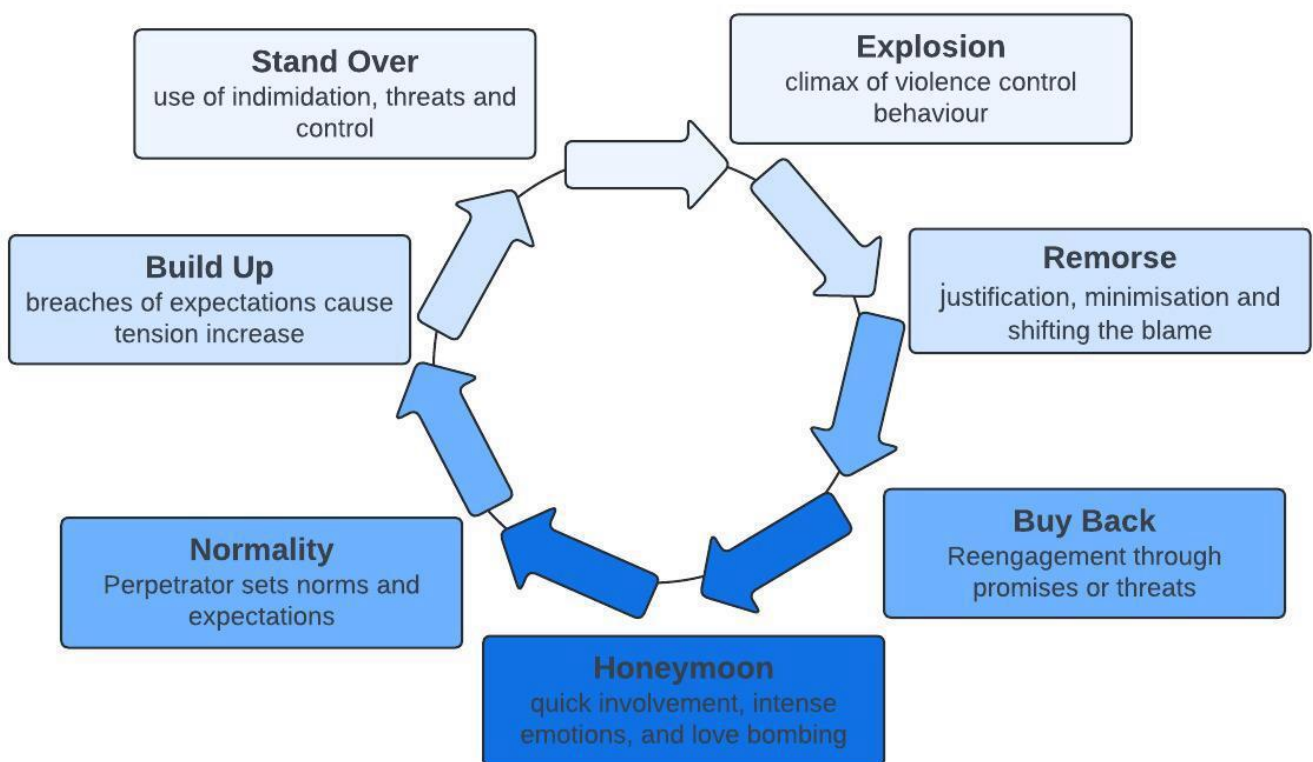 Stand Over
use of indimidation, threats and
control
Explosion
climax of violence control
behaviour
Build Up
breaches of expectations cause
tension increase
Remorse
justification, minimisation and
shifting the blame
Normality
Perpetrator sets norms and
expectations
Buy Back
Reengagement through
promises or threats
Honeymoon
quick involvement, intense
emotions, and love bombing